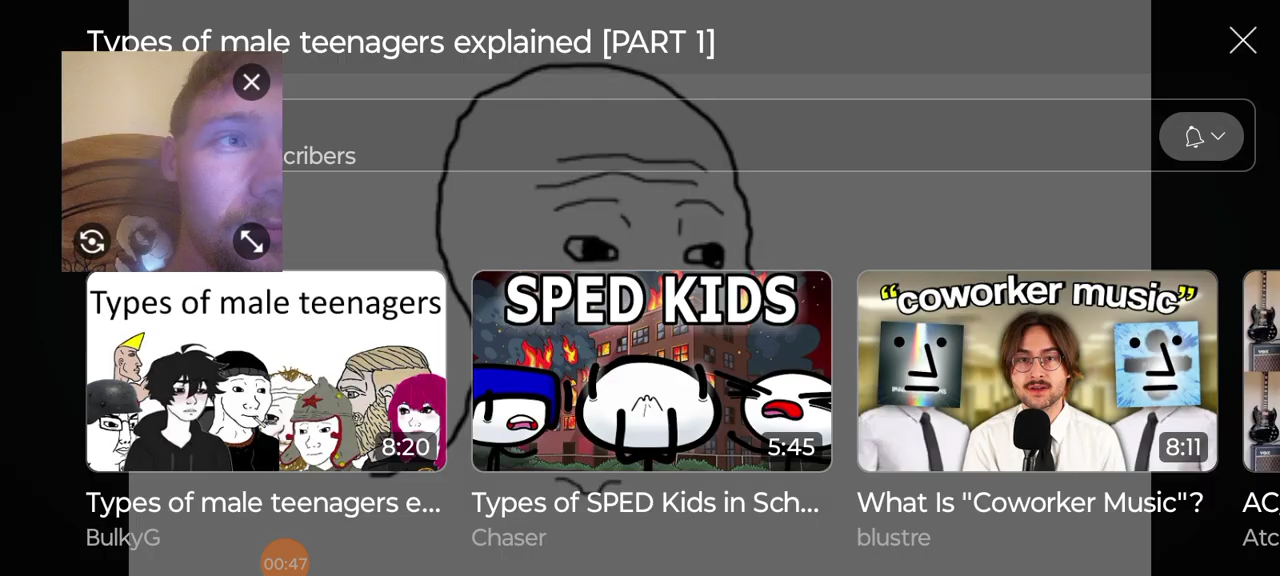 Types of male teenagers explained [PART 1]
cribers
Types of male teenagers
8:20
SPED KIDS
5:45
"coworker music"
8:11
Types of male teenagers e...
Types of SPED Kids in Sch...
What Is "Coworker Music"?
AC
BulkyG
Chaser
blustre
Atc
00:47